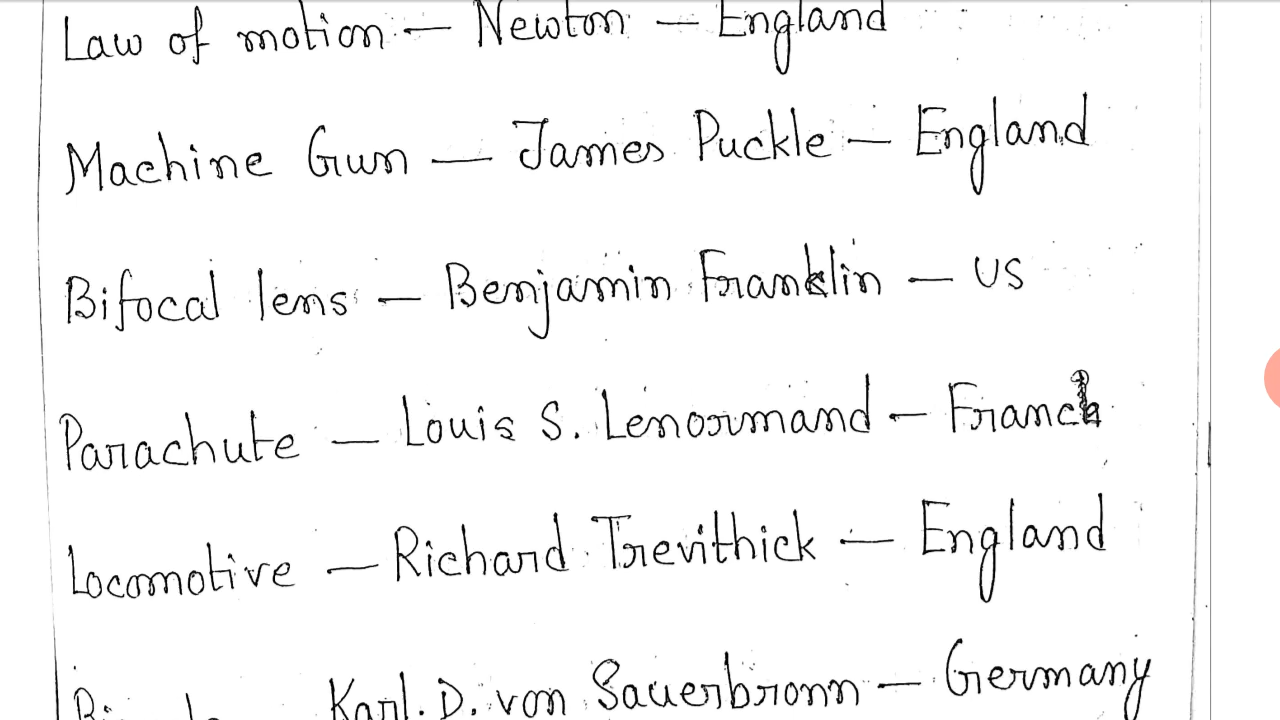 Law of motion — Newton — England
Machine Gun — James Puckle — England
Bifocal lens — Benjamin Franklin — US
Parachute — Louis S. Lenormand — France
Locomotive — Richard Trevithick — England
Karl. D. von Sauerbronn — Germany